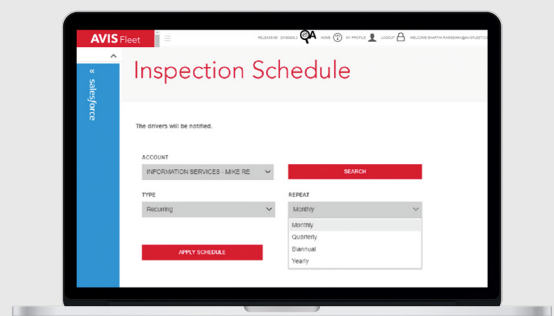 AVIS Fleet
QA
HOME
MY PROFILE
LOGOUT
« salesforce
Inspection Schedule
The drivers will be notified.
ACCOUNT
INFORMATION SERVICES - MIKE RE
SEARCH
TYPE
REPEAT
Recurring
Monthly
Monthly
Quarterly
Biannual
Yearly
APPLY SCHEDULE